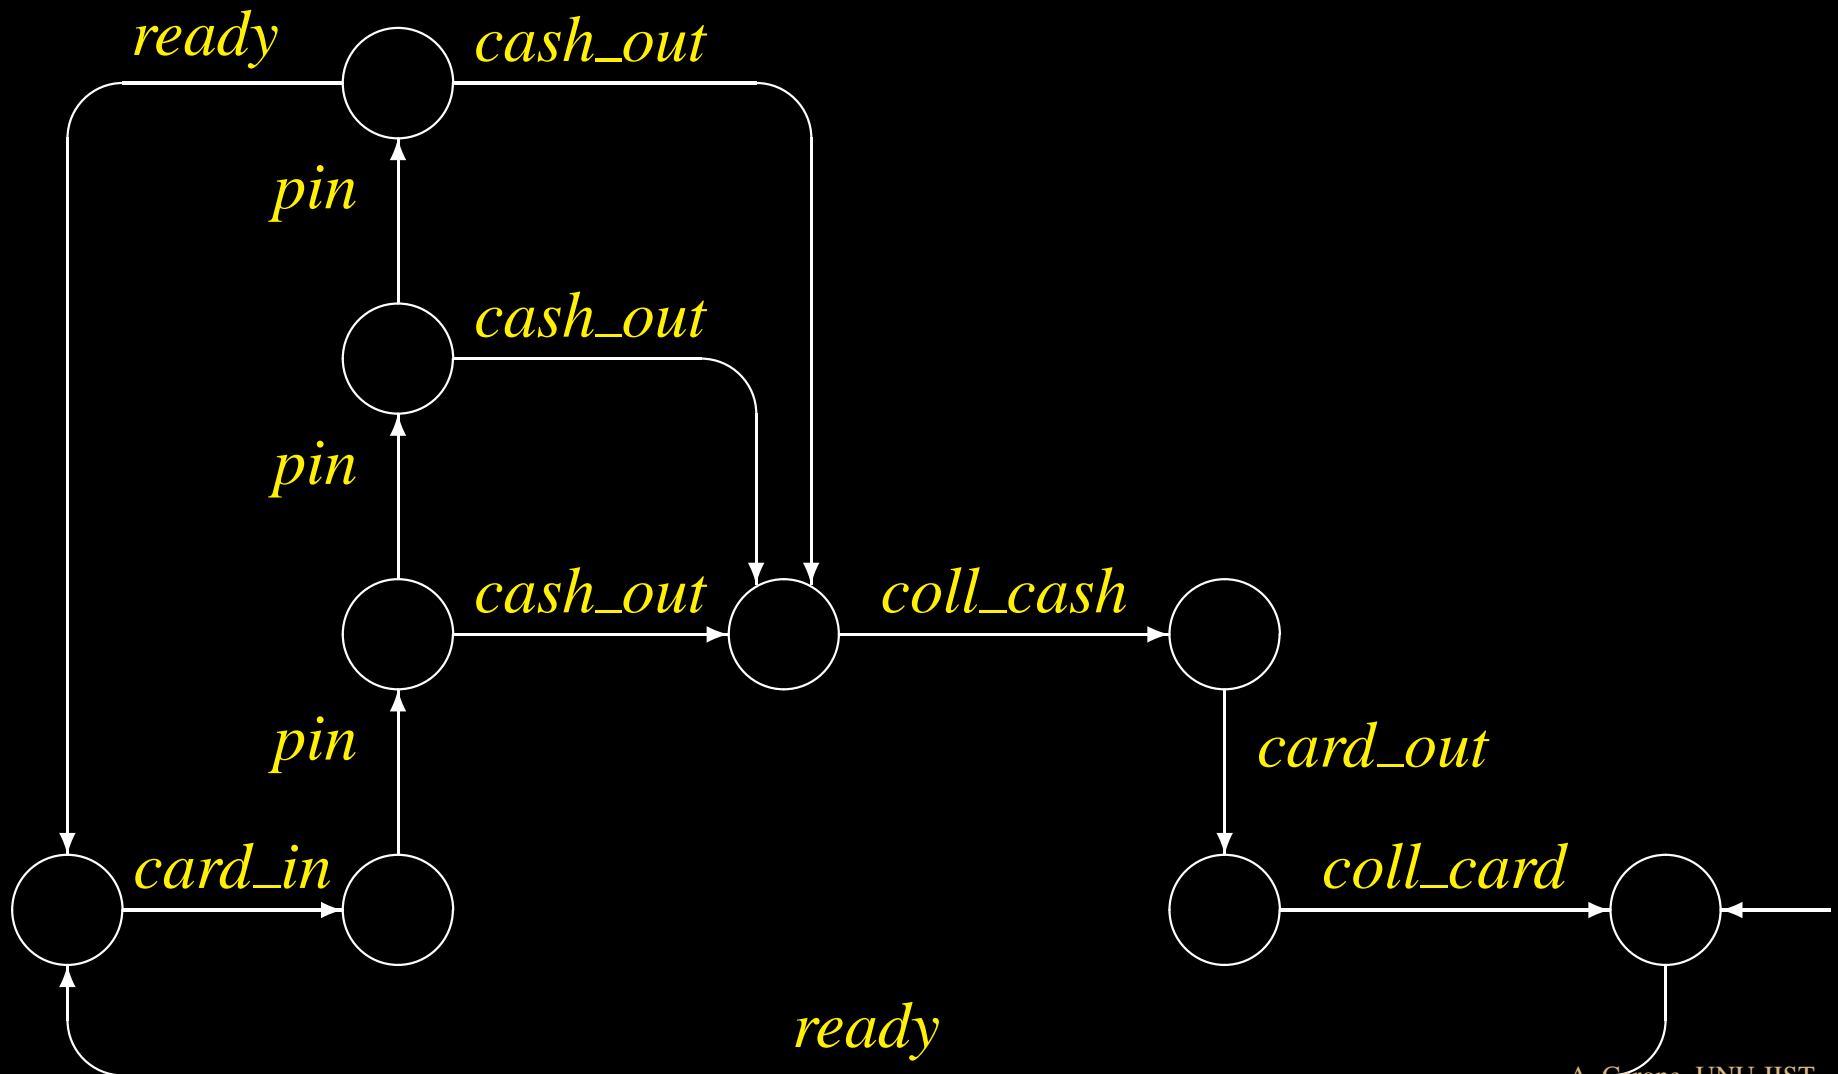 ready
cash_out
pin
cash_out
pin
cash_out
coll_cash
pin
card_out
card_in
coll_card
ready